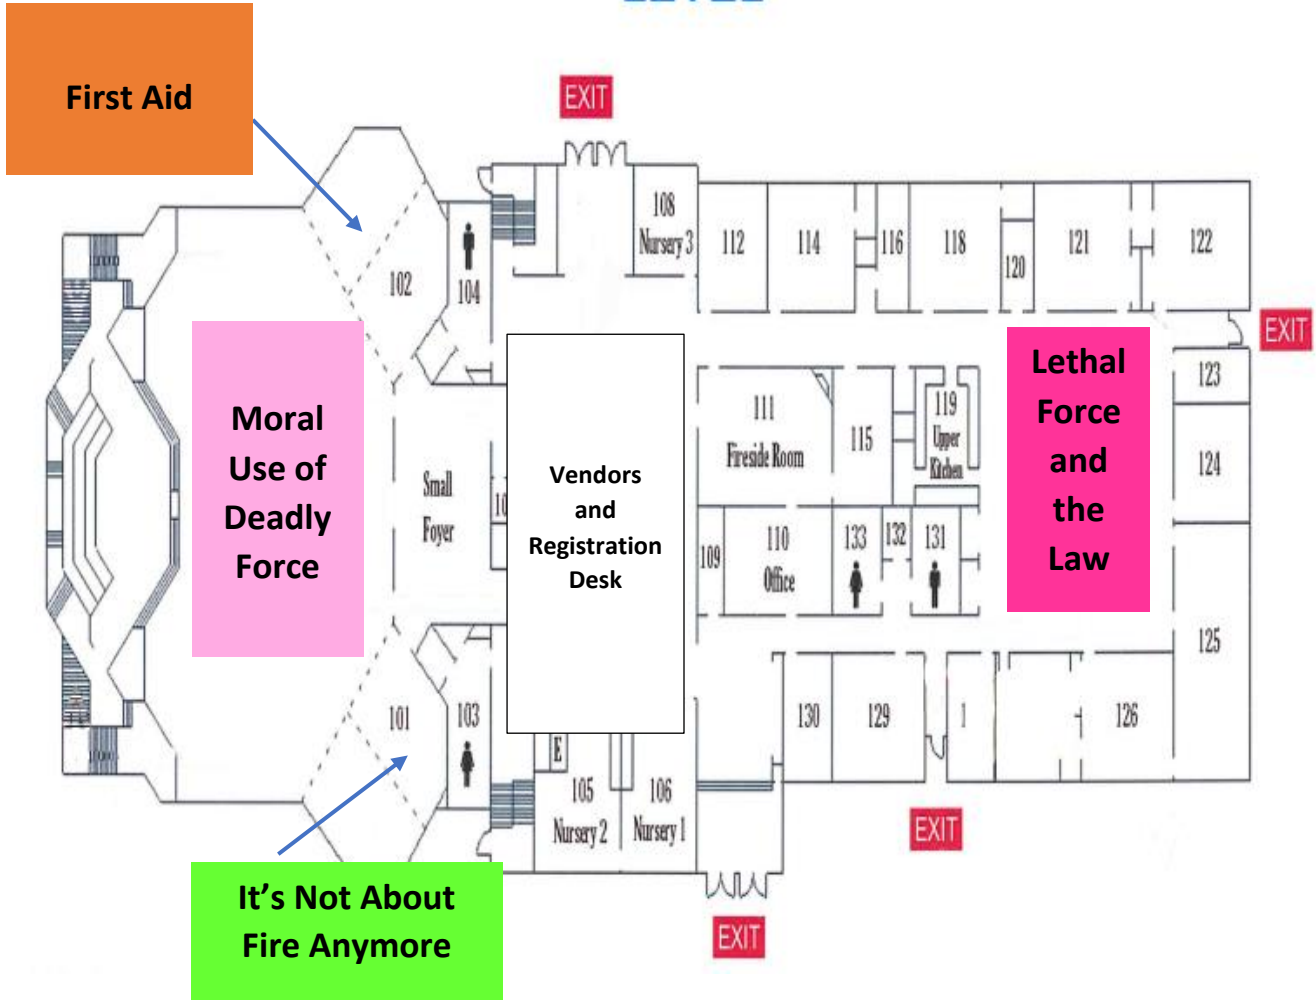 First Aid
EXIT
108
Nursery 3
112
114
116
118
120
121
122
102
104
EXIT
Moral
Use of
Deadly
Force
Small
Foyer
10
Vendors
and
Registration
Desk
111
Fireside Room
115
119
Upper
Kitchen
Lethal
Force
and
the
Law
123
124
109
110
Office
133
132
131
125
101
103
E
105
Nursery 2
106
Nursery 1
130
129
1
126
EXIT
It’s Not About
Fire Anymore
EXIT